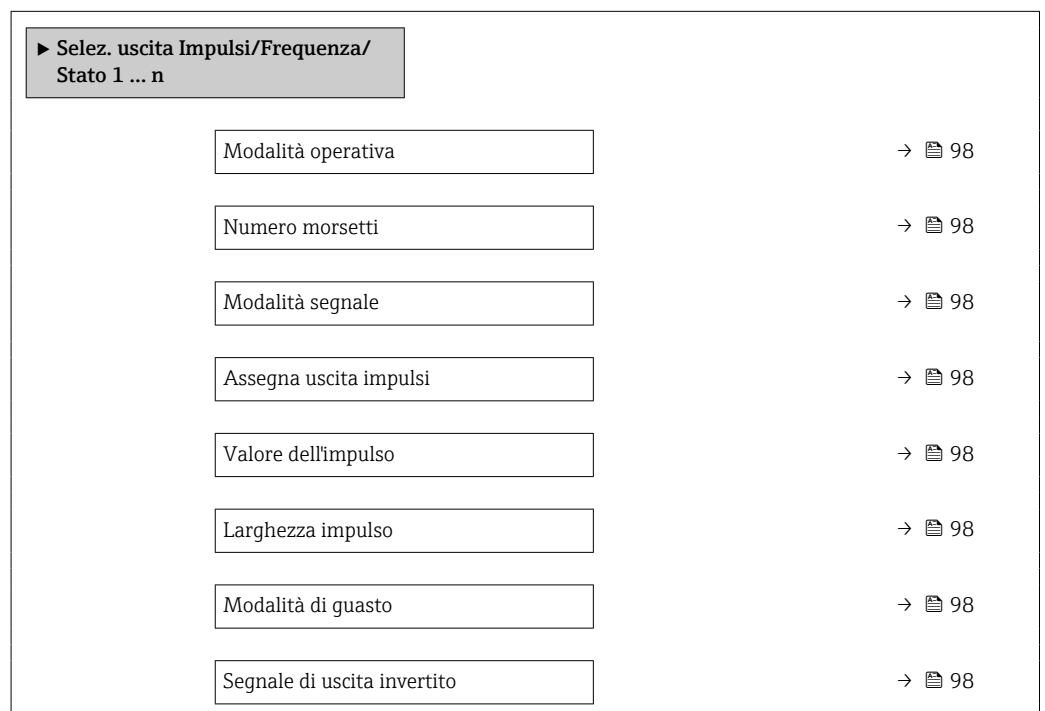 ▶ Selez. uscita Impulsi/Frequenza/
Stato 1 ... n
Modalità operativa → 98
Numero morsetti → 98
Modalità segnale → 98
Assegna uscita impulsi → 98
Valore dell'impulso → 98
Larghezza impulso → 98
Modalità di guasto → 98
Segnale di uscita invertito → 98